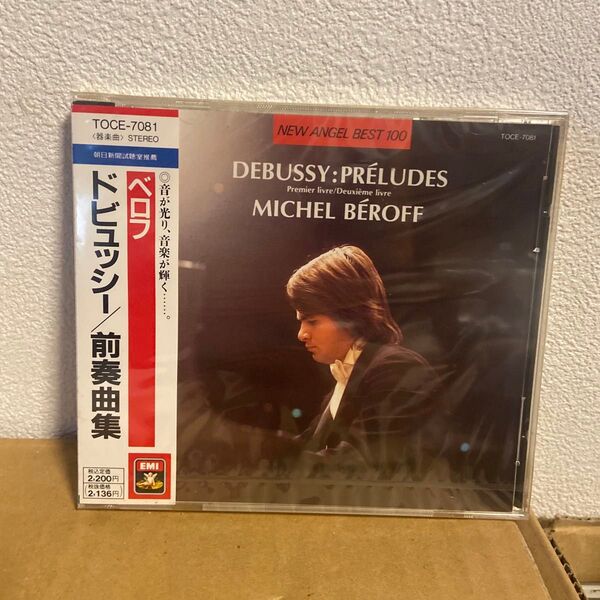 TOCE-7081
〈器楽曲〉STEREO
朝日新聞試聴室推薦
◎音が光り、音楽が輝く……。
ベロフ
ドビュッシー/前奏曲集
税込定価
2,200円
税抜価格
2,136円
EMI
NEW ANGEL BEST 100
TOCE-7081
DEBUSSY:PRÉLUDES
Premier livre/Deuxième livre
MICHEL BÉROFF